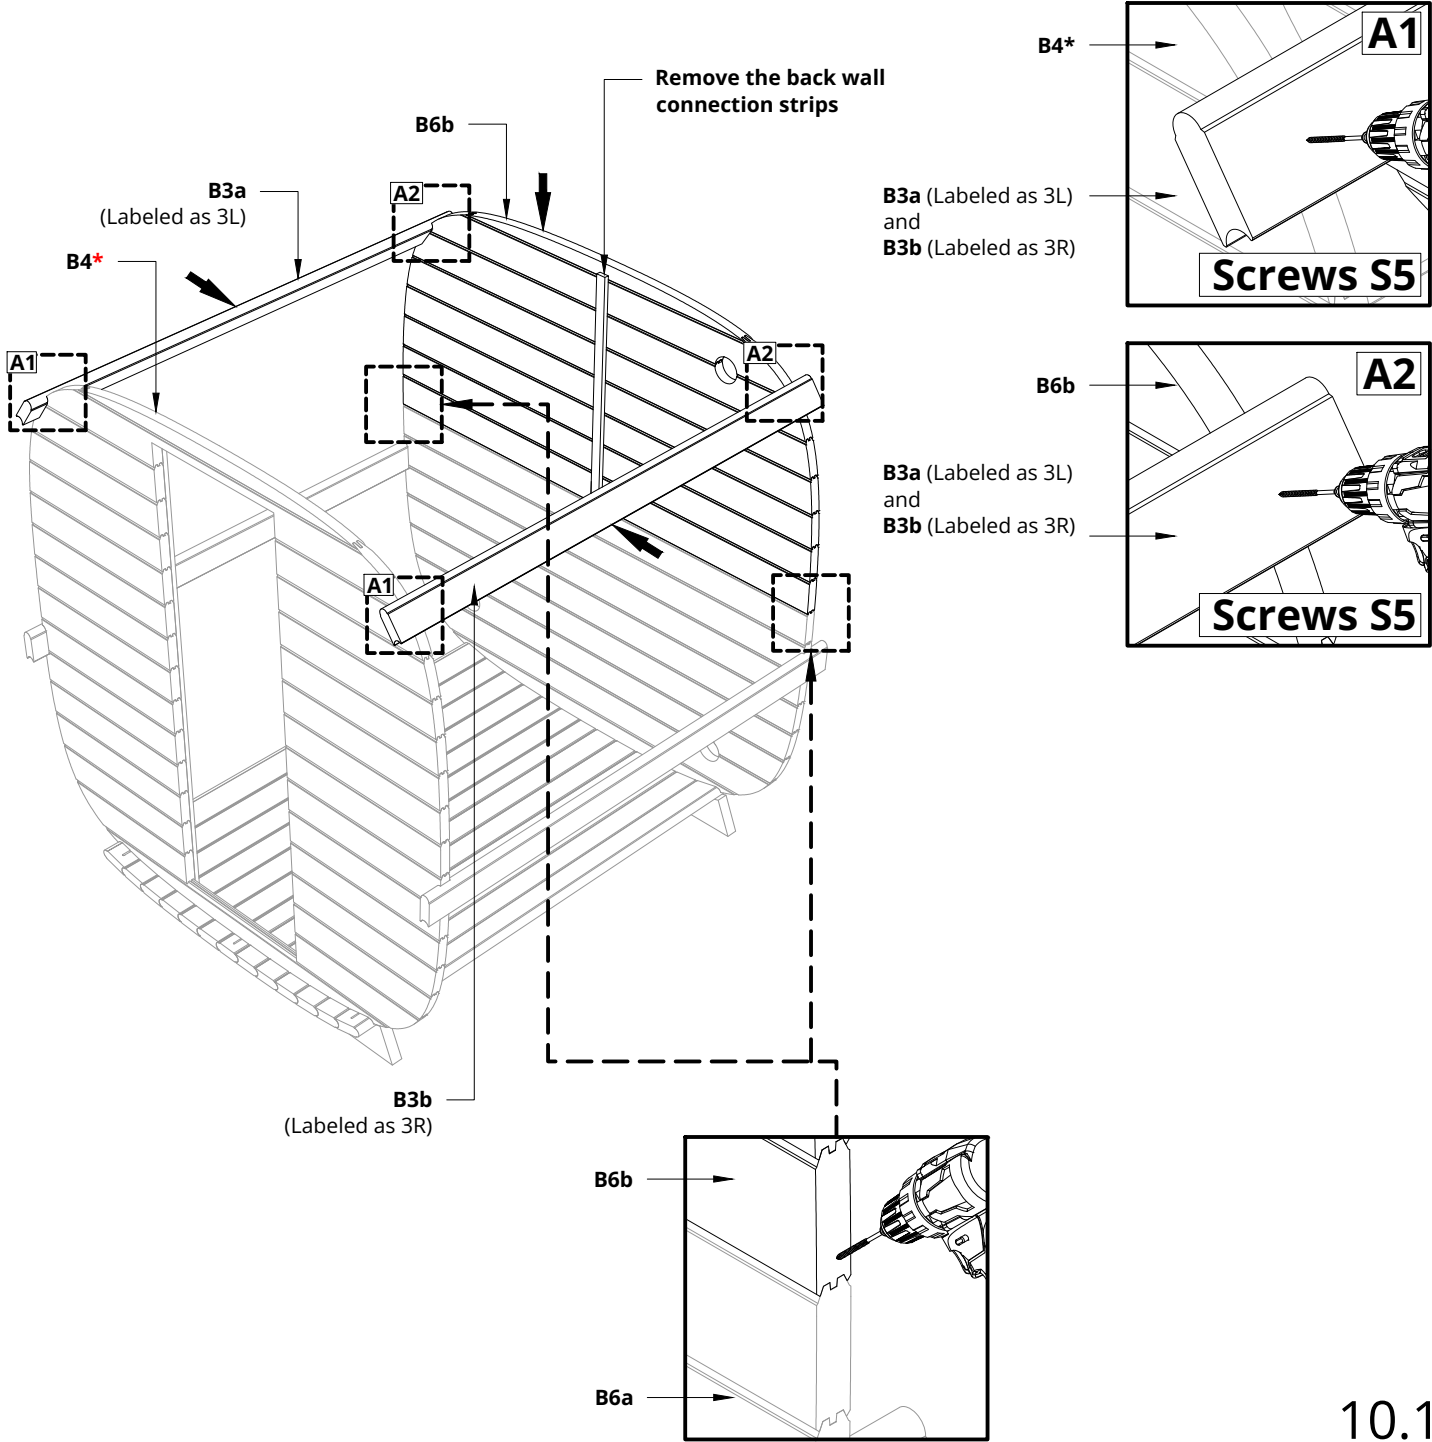 Remove the back wall
connection strips
B6b
B3a
(Labeled as 3L)
B4*
A2
A1
A2
A1
B3b
(Labeled as 3R)
B4*
A1
B3a (Labeled as 3L)
and
B3b (Labeled as 3R)
Screws S5
B6b
A2
B3a (Labeled as 3L)
and
B3b (Labeled as 3R)
Screws S5
B6b
B6a
10.1